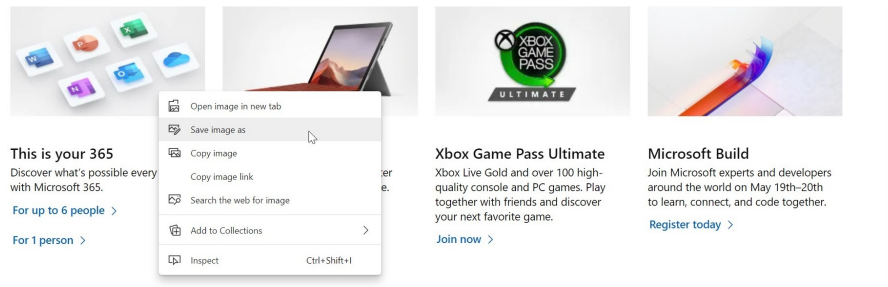 W
P
X
N
O
XBOX
GAME
PASS
ULTIMATE
Open image in new tab
Save image as
Copy image
Copy image link
Search the web for image
Add to Collections
Inspect Ctrl+Shift+I
This is your 365
Discover what's possible every
with Microsoft 365.
For up to 6 people
For 1 person
Xbox Game Pass Ultimate
Xbox Live Gold and over 100 high-
quality console and PC games. Play
together with friends and discover
your next favorite game.
Join now
Microsoft Build
Join Microsoft experts and developers
around the world on May 19th–20th
to learn, connect, and code together.
Register today